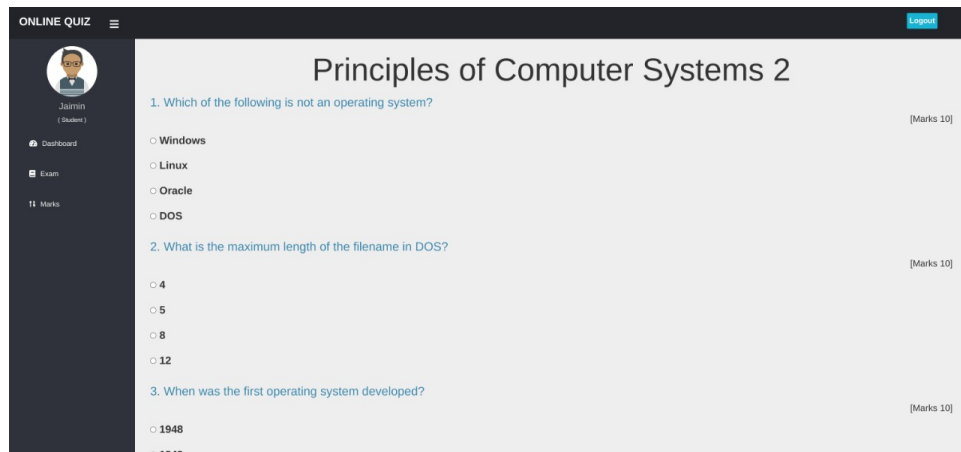 ONLINE QUIZ
Logout
Jaimin
( Student )
Dashboard
Exam
Marks
Principles of Computer Systems 2
1. Which of the following is not an operating system?
[Marks 10]
Windows
Linux
Oracle
DOS
2. What is the maximum length of the filename in DOS?
[Marks 10]
4
5
8
12
3. When was the first operating system developed?
[Marks 10]
1948